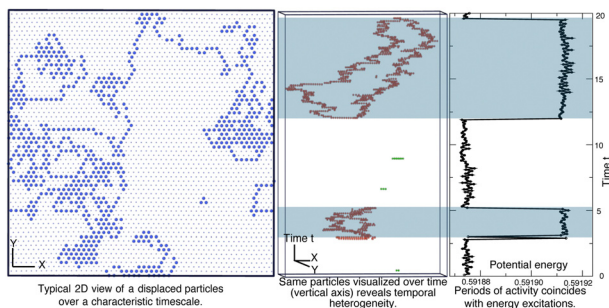 Y
X
Typical 2D view of a displaced particles
over a characteristic timescale.
Time t
X
Y
Same particles visualized over time
(vertical axis) reveals temporal
heterogeneity.
20
15
10
5
0
Time t
Potential energy
0.59188
0.59190
0.59192
Periods of activity coincides
with energy excitations.